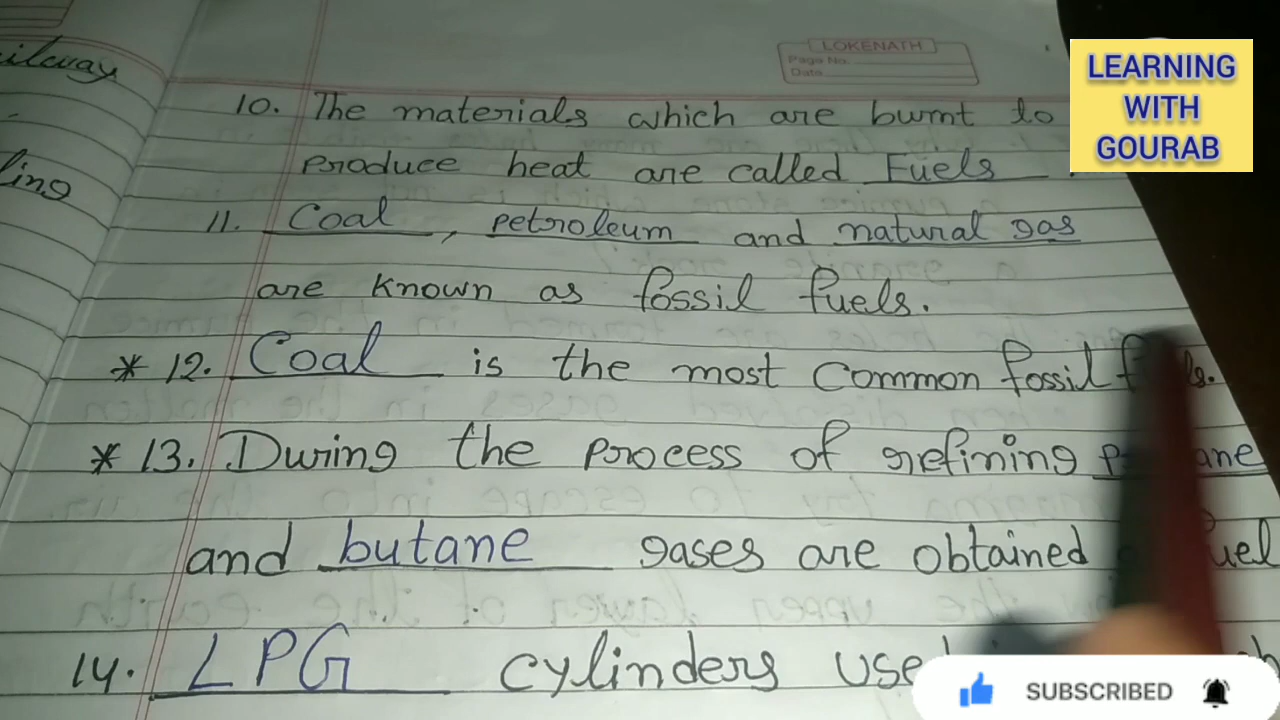 ilway
ling
LOKENATH
Page No.
Date
LEARNING
WITH
GOURAB
10. The materials which are burnt to
produce heat are called Fuels.
11. Coal, petroleum and natural gas
are known as fossil fuels.
* 12. Coal is the most common fossil
* 13. During the process of refining
and butane gases are obtained
14. LPG cylinders
SUBSCRIBED